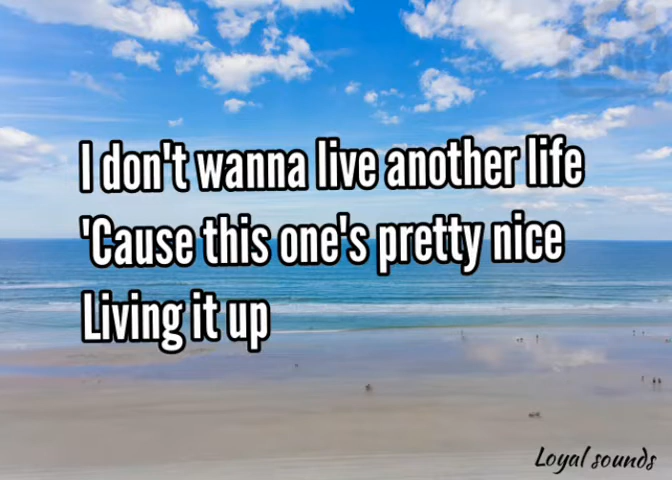 I don't wanna live another life
'Cause this one's pretty nice
Living it up
Loyal sounds